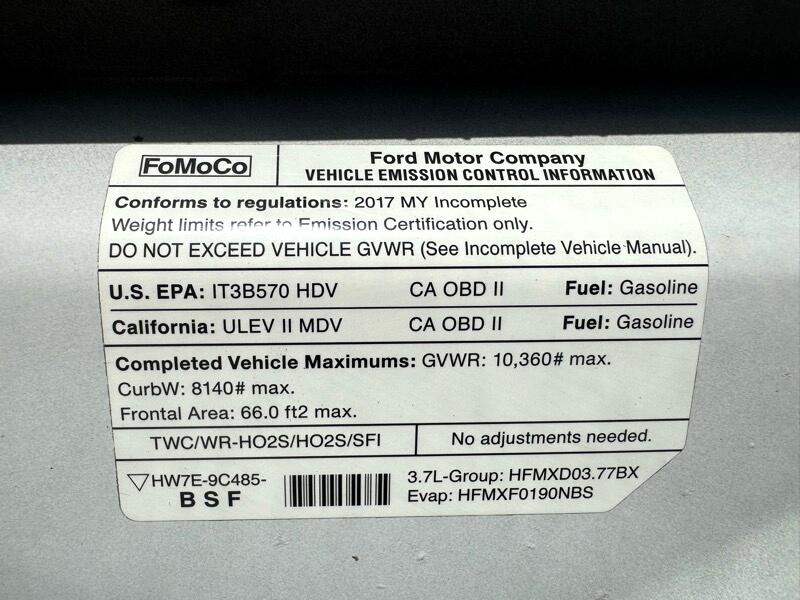 FoMoCo
Ford Motor Company
VEHICLE EMISSION CONTROL INFORMATION
Conforms to regulations: 2017 MY Incomplete
Weight limits refer to Emission Certification only.
DO NOT EXCEED VEHICLE GVWR (See Incomplete Vehicle Manual).
U.S. EPA: IT3B570 HDV CA OBD II Fuel: Gasoline
California: ULEV II MDV CA OBD II Fuel: Gasoline
Completed Vehicle Maximums: GVWR: 10,360# max.
CurbW: 8140# max.
Frontal Area: 66.0 ft2 max.
TWC/WR-HO2S/HO2S/SFI No adjustments needed.
HW7E-9C485-
B S F
3.7L-Group: HFMXD03.77BX
Evap: HFMXF0190NBS